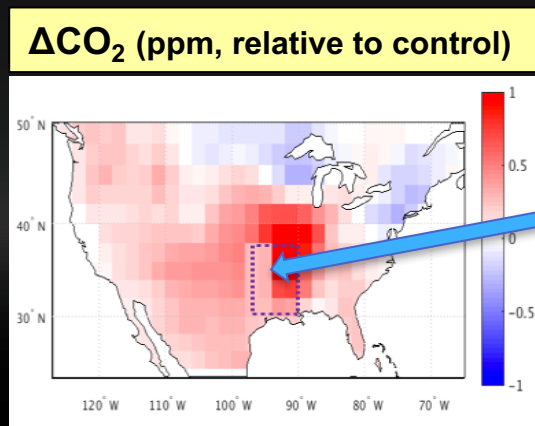 ΔCO₂ (ppm, relative to control)
1
50° N
0.5
40° N
0
-0.5
30° N
-1
120° W 110° W 100° W 90° W 80° W 70° W